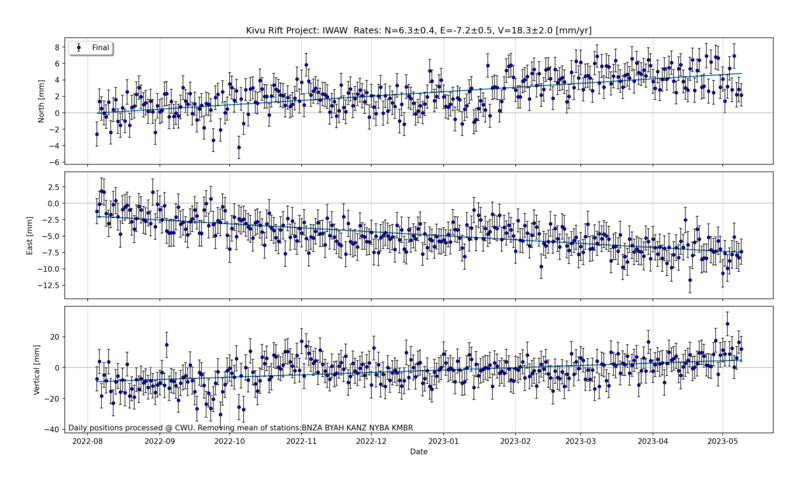 Kivu Rift Project: IWAW Rates: N=6.3±0.4, E=-7.2±0.5, V=18.3±2.0 [mm/yr]
Final
North [mm]
8
6
4
2
0
−2
−4
−6
East [mm]
2.5
0.0
−2.5
−5.0
−7.5
−10.0
−12.5
Vertical [mm]
20
0
−20
−40
Daily positions processed @ CWU. Removing mean of stations:BNZA BYAH KANZ NYBA KMBR
2022-08 2022-09 2022-10 2022-11 2022-12 2023-01 2023-02 2023-03 2023-04 2023-05
Date